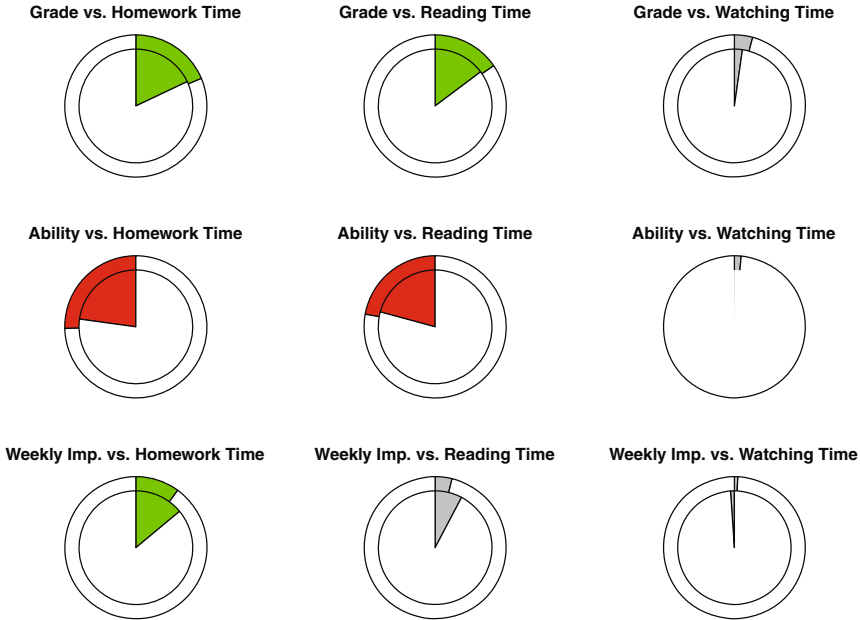 Grade vs. Homework Time
Grade vs. Reading Time
Grade vs. Watching Time
Ability vs. Homework Time
Ability vs. Reading Time
Ability vs. Watching Time
Weekly Imp. vs. Homework Time
Weekly Imp. vs. Reading Time
Weekly Imp. vs. Watching Time